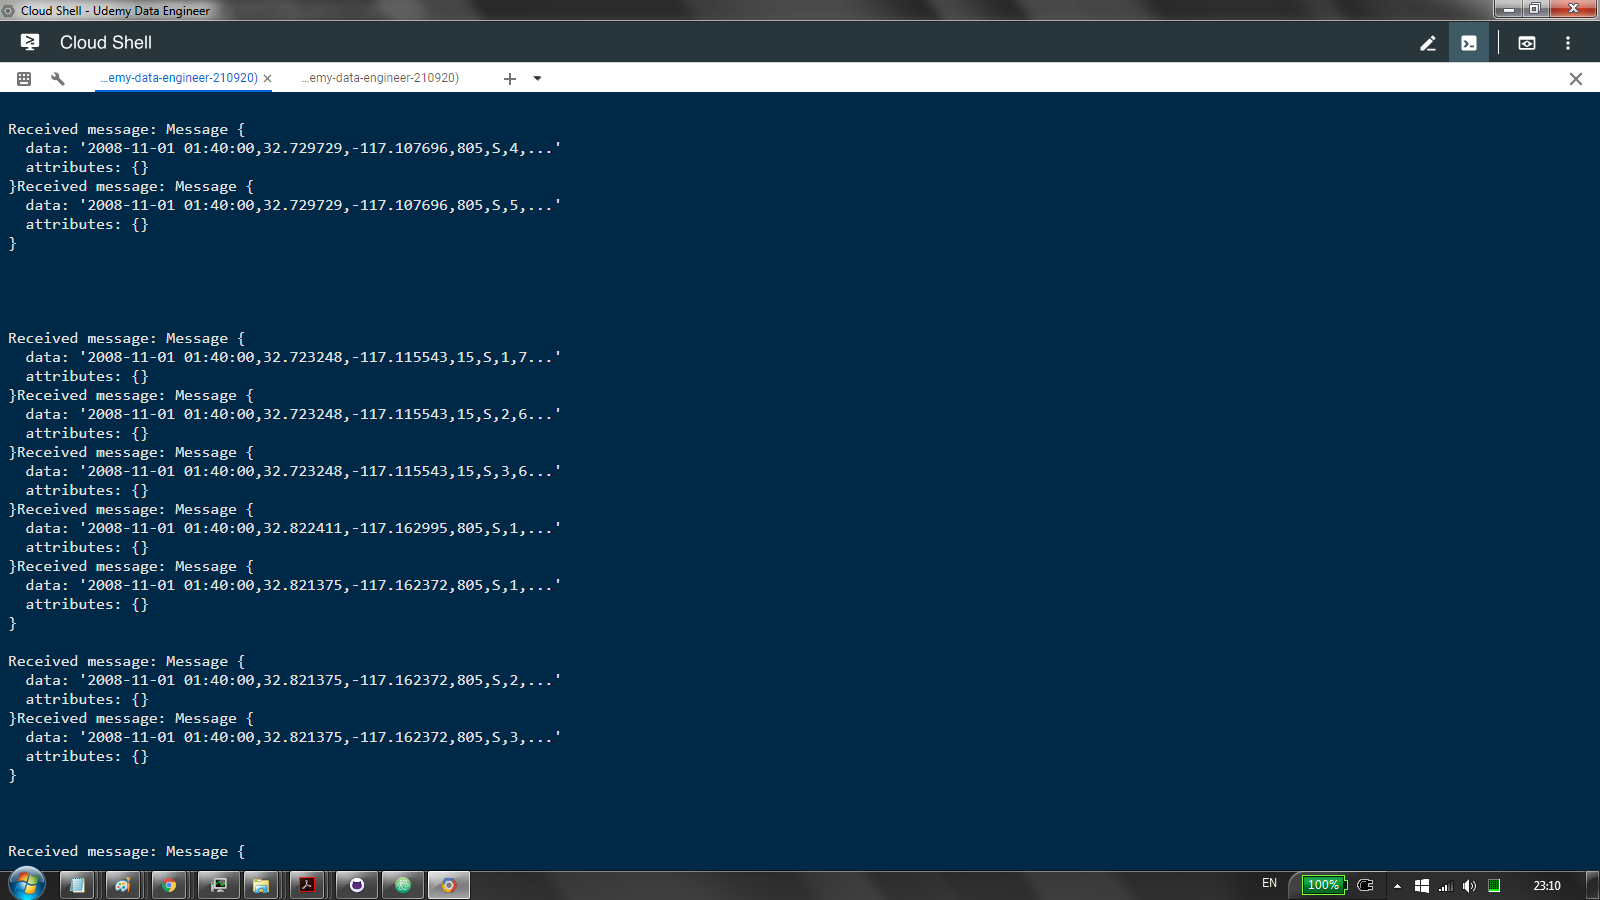 Cloud Shell - Udemy Data Engineer
Cloud Shell
...emy-data-engineer-210920)
...emy-data-engineer-210920)
Received message: Message {
data: '2008-11-01 01:40:00,32.729729,-117.107696,805,S,4,...'
attributes: {}
}Received message: Message {
data: '2008-11-01 01:40:00,32.729729,-117.107696,805,S,5,...'
attributes: {}
}
Received message: Message {
data: '2008-11-01 01:40:00,32.723248,-117.115543,15,S,1,7...'
attributes: {}
}Received message: Message {
data: '2008-11-01 01:40:00,32.723248,-117.115543,15,S,2,6...'
attributes: {}
}Received message: Message {
data: '2008-11-01 01:40:00,32.723248,-117.115543,15,S,3,6...'
attributes: {}
}Received message: Message {
data: '2008-11-01 01:40:00,32.822411,-117.162995,805,S,1,...'
attributes: {}
}Received message: Message {
data: '2008-11-01 01:40:00,32.821375,-117.162372,805,S,1,...'
attributes: {}
}
Received message: Message {
data: '2008-11-01 01:40:00,32.821375,-117.162372,805,S,2,...'
attributes: {}
}Received message: Message {
data: '2008-11-01 01:40:00,32.821375,-117.162372,805,S,3,...'
attributes: {}
}
Received message: Message {
EN
100%
23:10